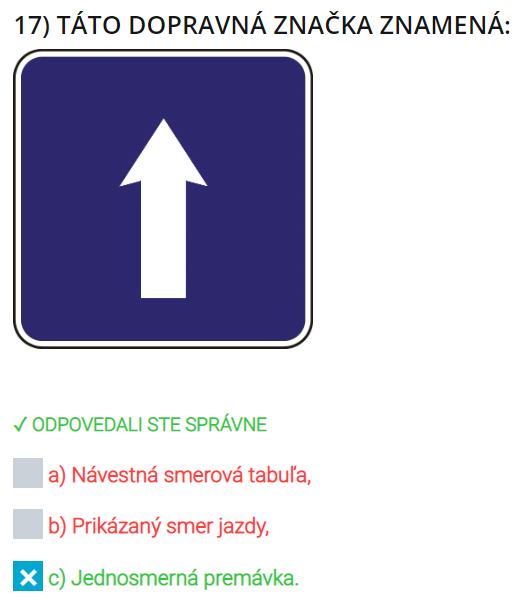 17) TÁTO DOPRAVNÁ ZNAČKA ZNAMENÁ:
✓ ODPOVEDALI STE SPRÁVNE
a) Návestná smerová tabuľa,
b) Prikázaný smer jazdy,
c) Jednosmerná premávka.